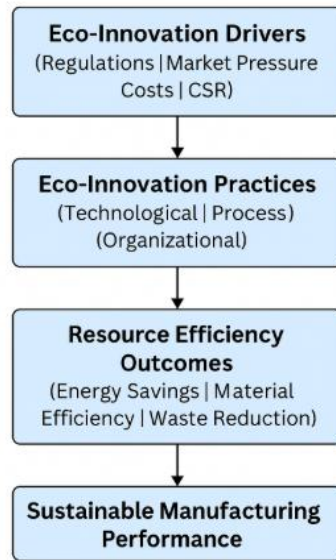 Eco-Innovation Drivers
(Regulations | Market Pressure
Costs | CSR)
Eco-Innovation Practices
(Technological | Process)
(Organizational)
Resource Efficiency
Outcomes
(Energy Savings | Material
Efficiency | Waste Reduction)
Sustainable Manufacturing
Performance